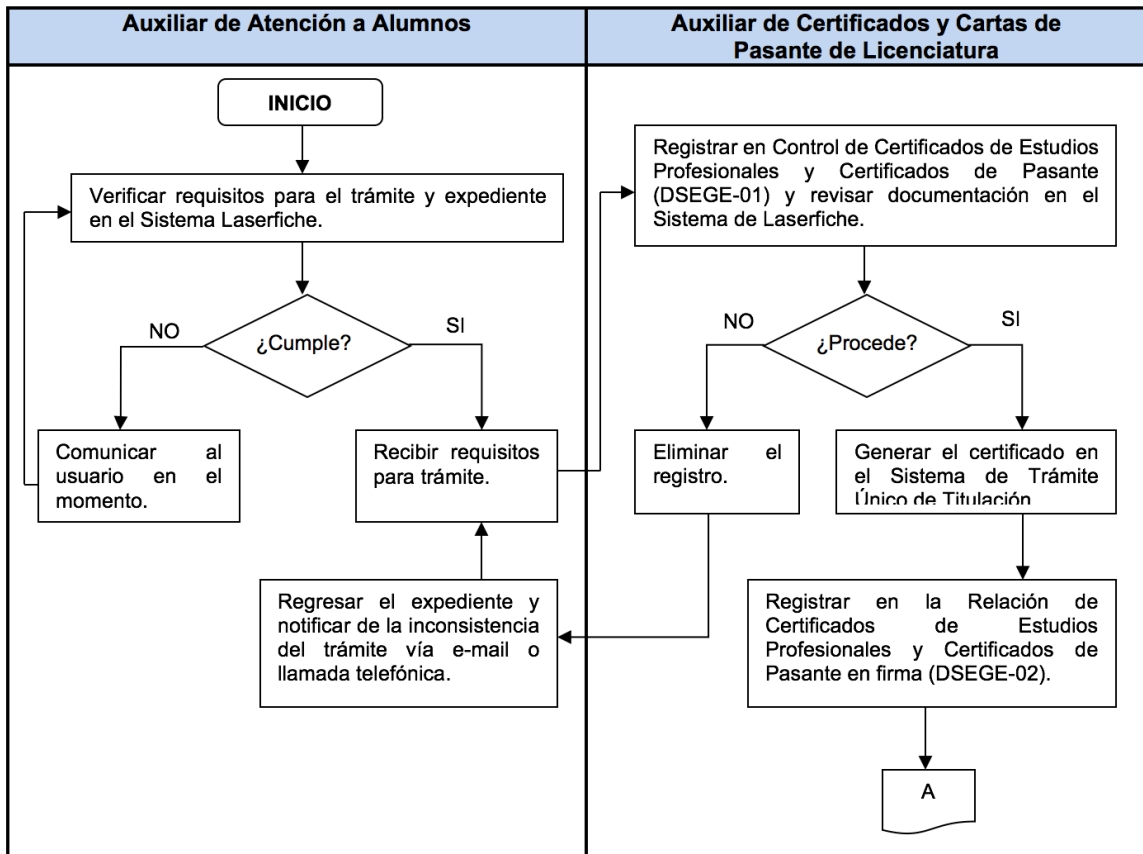 Auxiliar de Atención a Alumnos
Auxiliar de Certificados y Cartas de
Pasante de Licenciatura
INICIO
Verificar requisitos para el trámite y expediente
en el Sistema Laserfiche.
¿Cumple?
NO
SI
Comunicar al
usuario en el
momento.
Recibir requisitos
para trámite.
Regresar el expediente y
notificar de la inconsistencia
del trámite vía e-mail o
llamada telefónica.
Registrar en Control de Certificados de Estudios
Profesionales y Certificados de Pasante
(DSEGE-01) y revisar documentación en el
Sistema de Laserfiche.
¿Procede?
NO
SI
Eliminar el
registro.
Generar el certificado en
el Sistema de Trámite
Único de Titulación
Registrar en la Relación de
Certificados de Estudios
Profesionales y Certificados de
Pasante en firma (DSEGE-02).
A